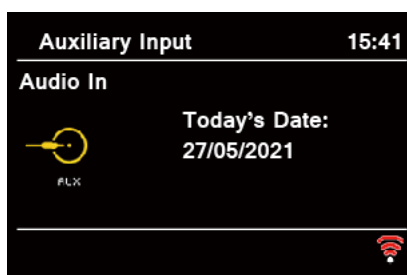 Auxiliary Input 15:41
Audio In
Today's Date:
27/05/2021
AUX